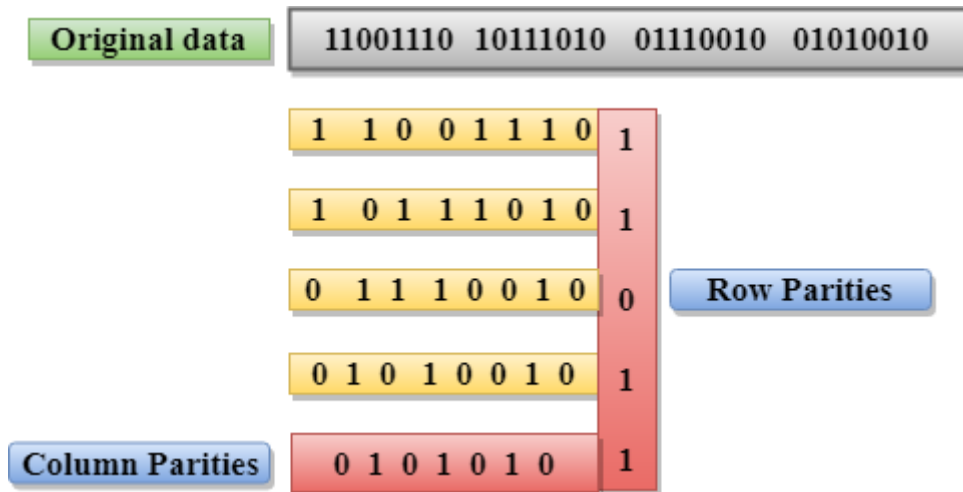 Original data 11001110 10111010 01110010 01010010
1 1 0 0 1 1 1 0 1
1 0 1 1 1 0 1 0 1
0 1 1 1 0 0 1 0 0 Row Parities
0 1 0 1 0 0 1 0 1
Column Parities 0 1 0 1 0 1 0 1